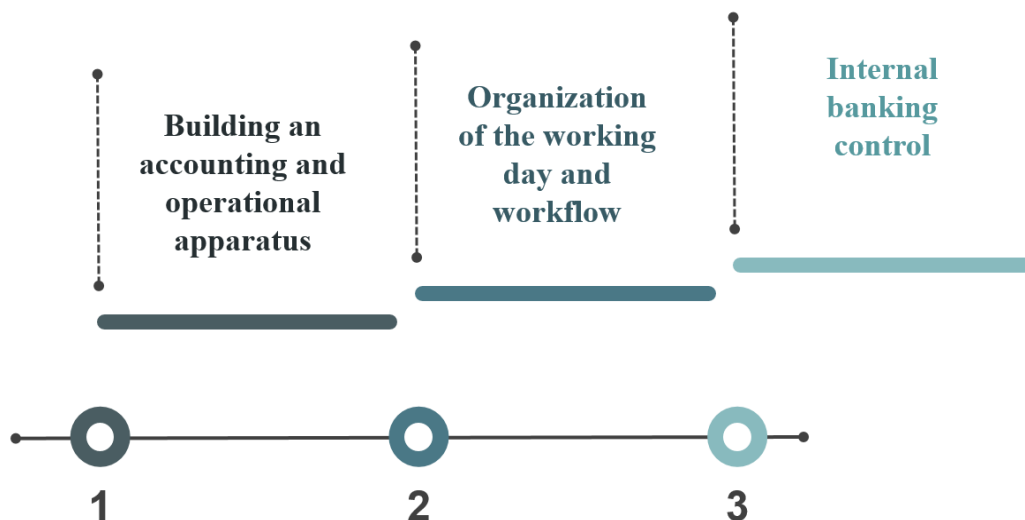 Building an
accounting and
operational
apparatus
Organization
of the working
day and
workflow
Internal
banking
control
1
2
3